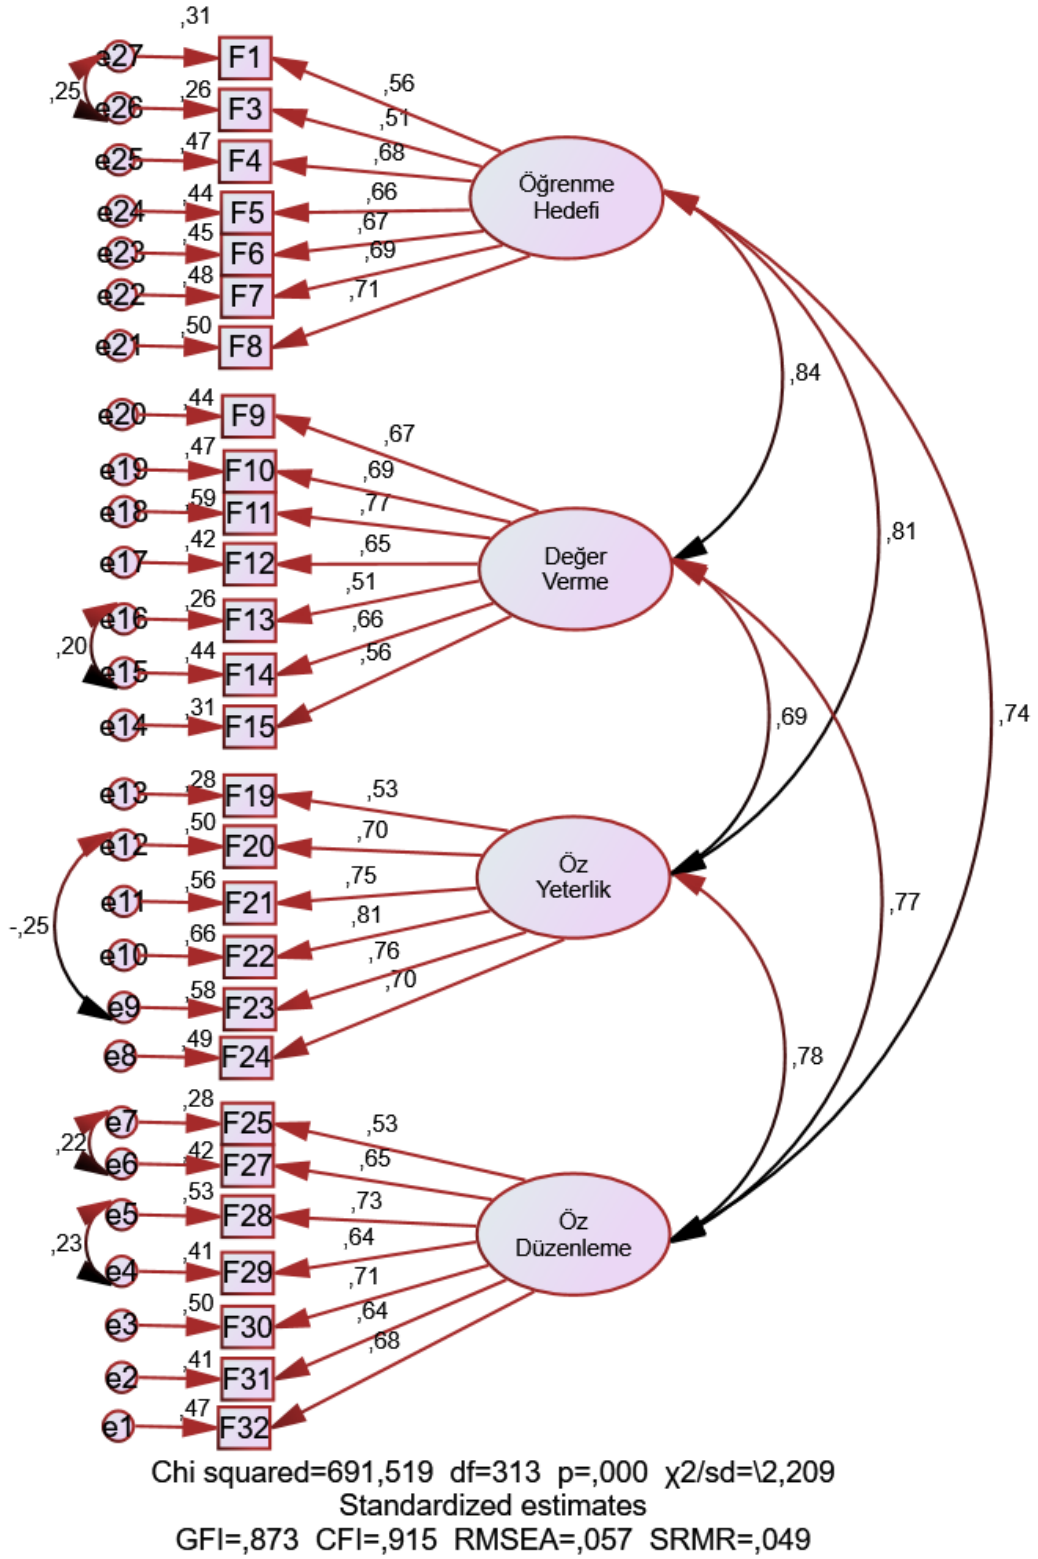 ,31
e27 F1
,56
,25
,26
e26 F3
,51
,47
e25 F4
,68
,44
e24 F5
,66
,45
e23 F6
,67
,48
e22 F7
,69
,50
e21 F8
,71
Öğrenme
Hedefi
,44
e20 F9
,67
,47
e19 F10
,69
,59
e18 F11
,77
,42
e17 F12
,65
,26
e16 F13
,51
,20
,44
e15 F14
,66
,31
e14 F15
,56
Değer
Verme
,84
,81
,74
,69
,77
,28
e13 F19
,53
,50
e12 F20
,70
,56
e11 F21
,75
-,25
,66
e10 F22
,81
,58
e9 F23
,76
,49
e8 F24
,70
Öz
Yeterlik
,78
,28
e7 F25
,53
,22
,42
e6 F27
,65
,53
e5 F28
,73
,23
,41
e4 F29
,64
,50
e3 F30
,71
,41
e2 F31
,64
,47
e1 F32
,68
Öz
Düzenleme
Chi squared=691,519 df=313 p=,000 χ2/sd=\2,209
Standardized estimates
GFI=,873 CFI=,915 RMSEA=,057 SRMR=,049